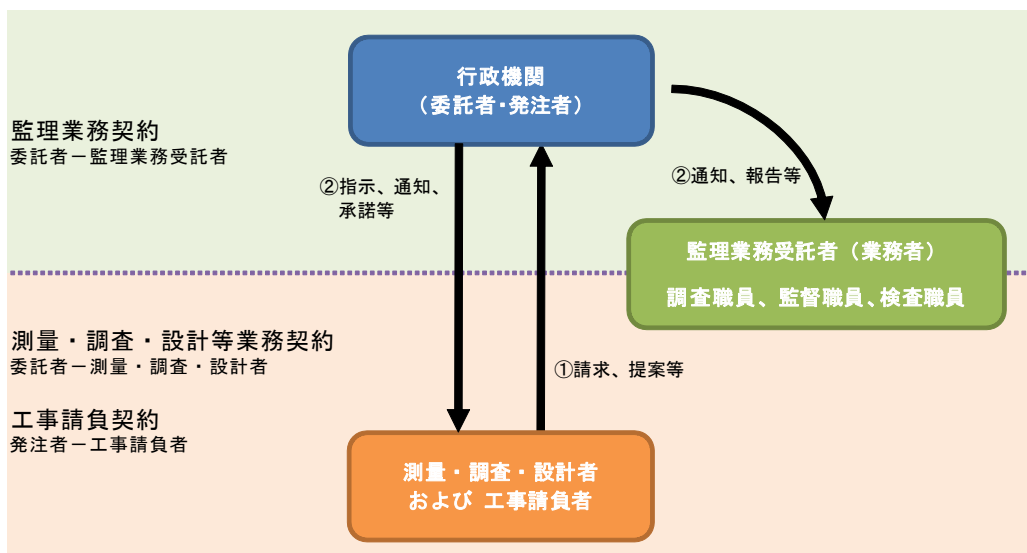 行政機関
（委託者・発注者）
監理業務契約
委託者－監理業務受託者
②指示、通知、
承諾等
②通知、報告等
監理業務受託者（業務者）
調査職員、監督職員、検査職員
測量・調査・設計等業務契約
委託者－測量・調査・設計者
①請求、提案等
工事請負契約
発注者－工事請負者
測量・調査・設計者
および 工事請負者